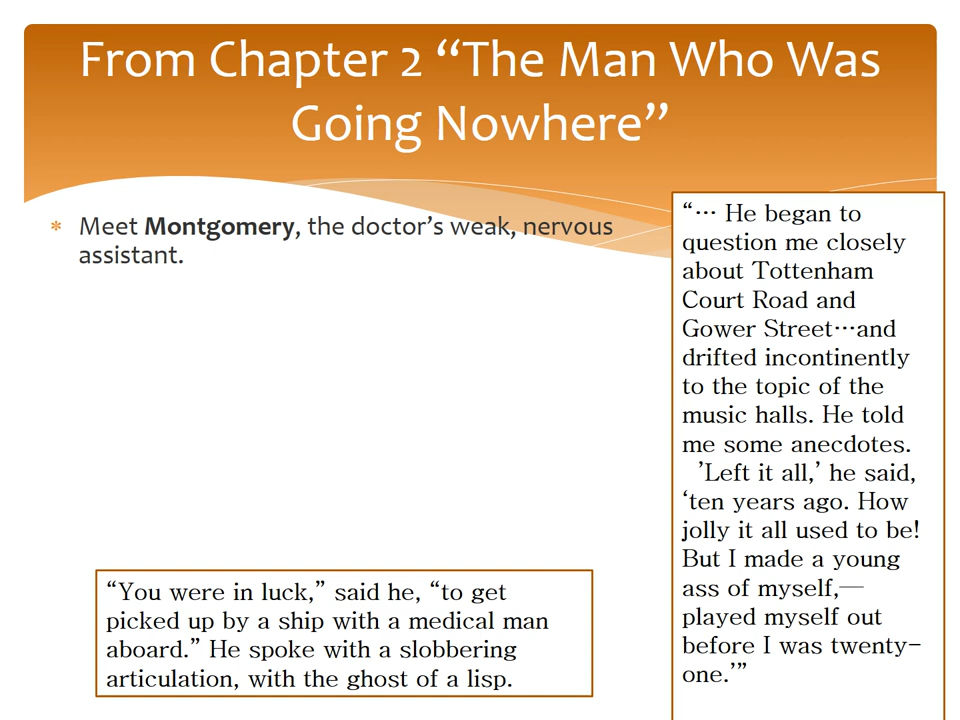 From Chapter 2 “The Man Who Was
Going Nowhere”
Meet Montgomery, the doctor’s weak, nervous
assistant.
“… He began to
question me closely
about Tottenham
Court Road and
Gower Street…and
drifted incontinently
to the topic of the
music halls. He told
me some anecdotes.
’Left it all,’ he said,
‘ten years ago. How
jolly it all used to be!
But I made a young
ass of myself,—
played myself out
before I was twenty-
one.’”
“You were in luck,” said he, “to get
picked up by a ship with a medical man
aboard.” He spoke with a slobbering
articulation, with the ghost of a lisp.